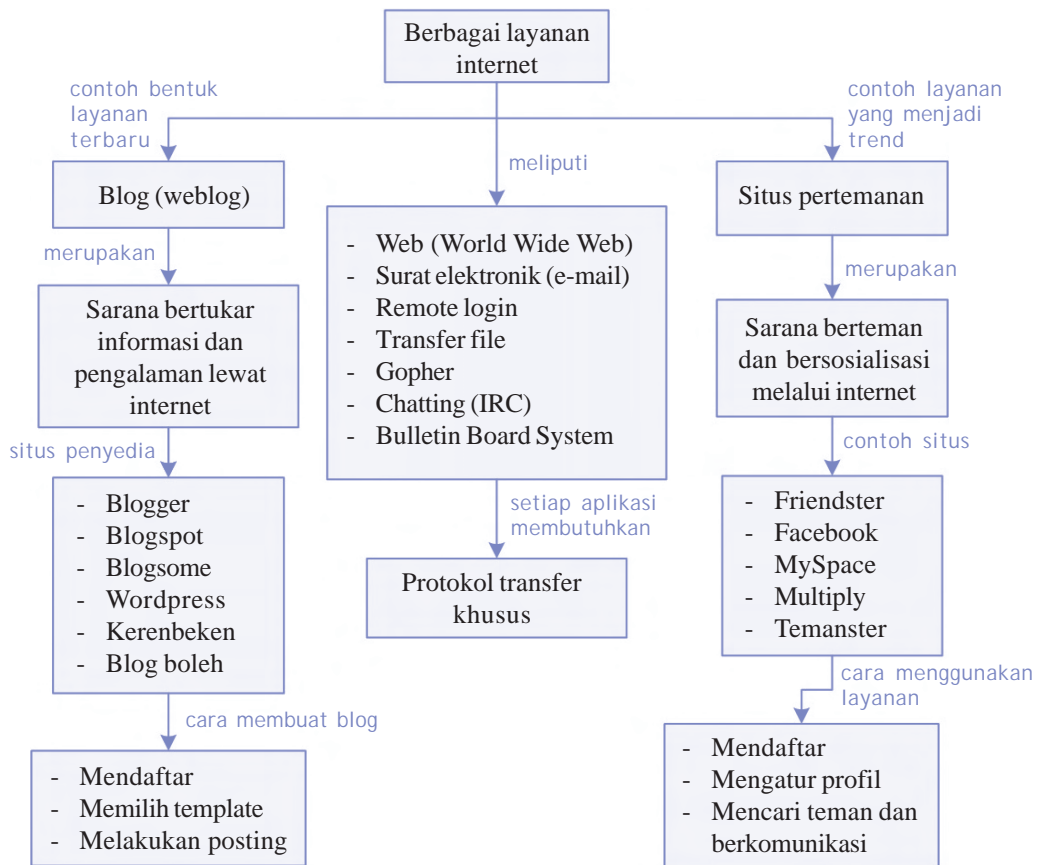 Berbagai layanan
internet
contoh bentuk
layanan
terbaru
meliputi
contoh layanan
yang menjadi
trend
Blog (weblog)
merupakan
Sarana bertukar
informasi dan
pengalaman lewat
internet
situs penyedia
- Blogger
- Blogspot
- Blogsome
- Wordpress
- Kerenbeken
- Blog boleh
cara membuat blog
- Mendaftar
- Memilih template
- Melakukan posting
- Web (World Wide Web)
- Surat elektronik (e-mail)
- Remote login
- Transfer file
- Gopher
- Chatting (IRC)
- Bulletin Board System
setiap aplikasi
membutuhkan
Protokol transfer
khusus
Situs pertemanan
merupakan
Sarana berteman
dan bersosialisasi
melalui internet
contoh situs
- Friendster
- Facebook
- MySpace
- Multiply
- Temanster
cara menggunakan
layanan
- Mendaftar
- Mengatur profil
- Mencari teman dan
berkomunikasi